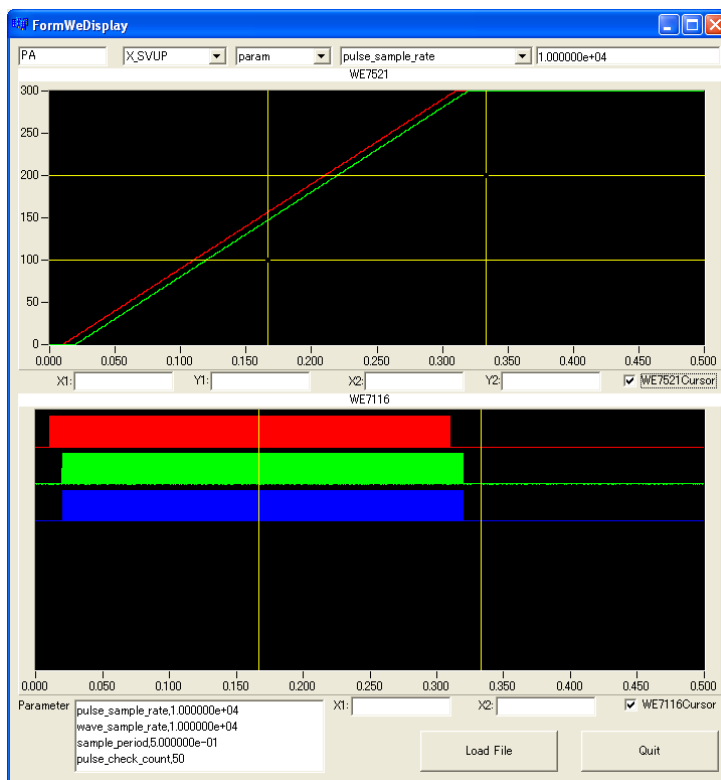 FormWeDisplay
PA X_SVUP param pulse_sample_rate 1.000000e+04
WE7521
300
250
200
150
100
50
0
0.000 0.050 0.100 0.150 0.200 0.250 0.300 0.350 0.400 0.450 0.500
X1: Y1: X2: Y2: WE7521Cursor
WE7116
0.000 0.050 0.100 0.150 0.200 0.250 0.300 0.350 0.400 0.450 0.500
Parameter
pulse_sample_rate,1.000000e+04
wave_sample_rate,1.000000e+04
sample_period,5.000000e-01
pulse_check_count,50
X1: X2: WE7116Cursor
Load File Quit